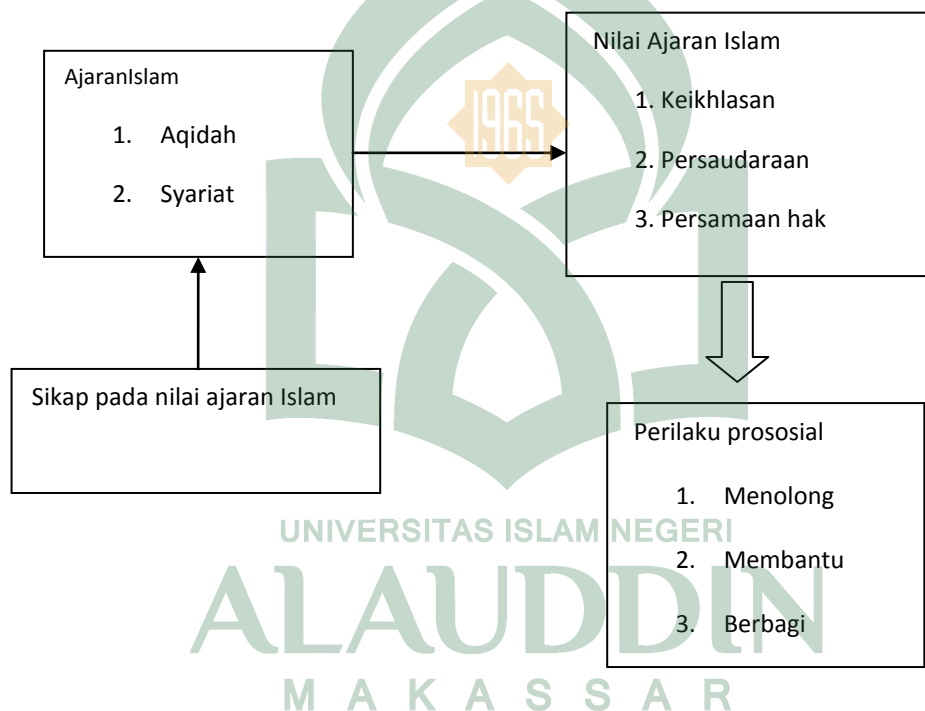 AjaranIslam
1. Aqidah
2. Syariat
Nilai Ajaran Islam
1. Keikhlasan
2. Persaudaraan
3. Persamaan hak
Sikap pada nilai ajaran Islam
Perilaku prososial
1. Menolong
2. Membantu
3. Berbagi
1965
UNIVERSITAS ISLAM NEGERI
ALAUDDIN
MAKASSAR